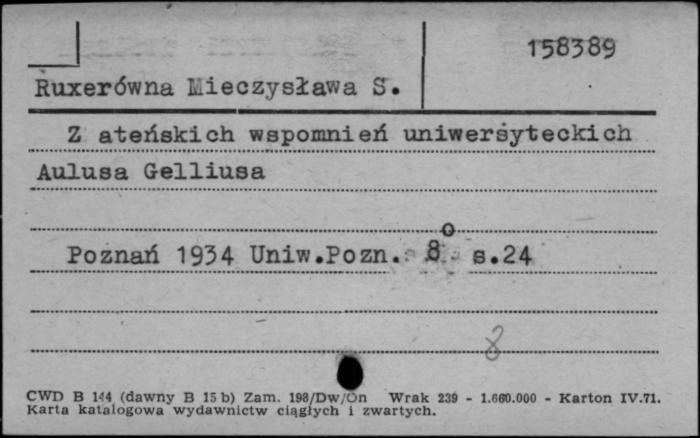 158389
Ruxerówna Mieczysława S.
Z ateńskich wspomnień uniwersyteckich
Aulusa Gelliusa
Poznań 1934 Uniw.Pozn. 8° s.24
8
CWD B 144 (dawny B 15 b) Zam. 198/Dw/On Wrak 239 - 1.660.000 - Karton IV.71.
Karta katalogowa wydawnictw ciągłych i zwartych.